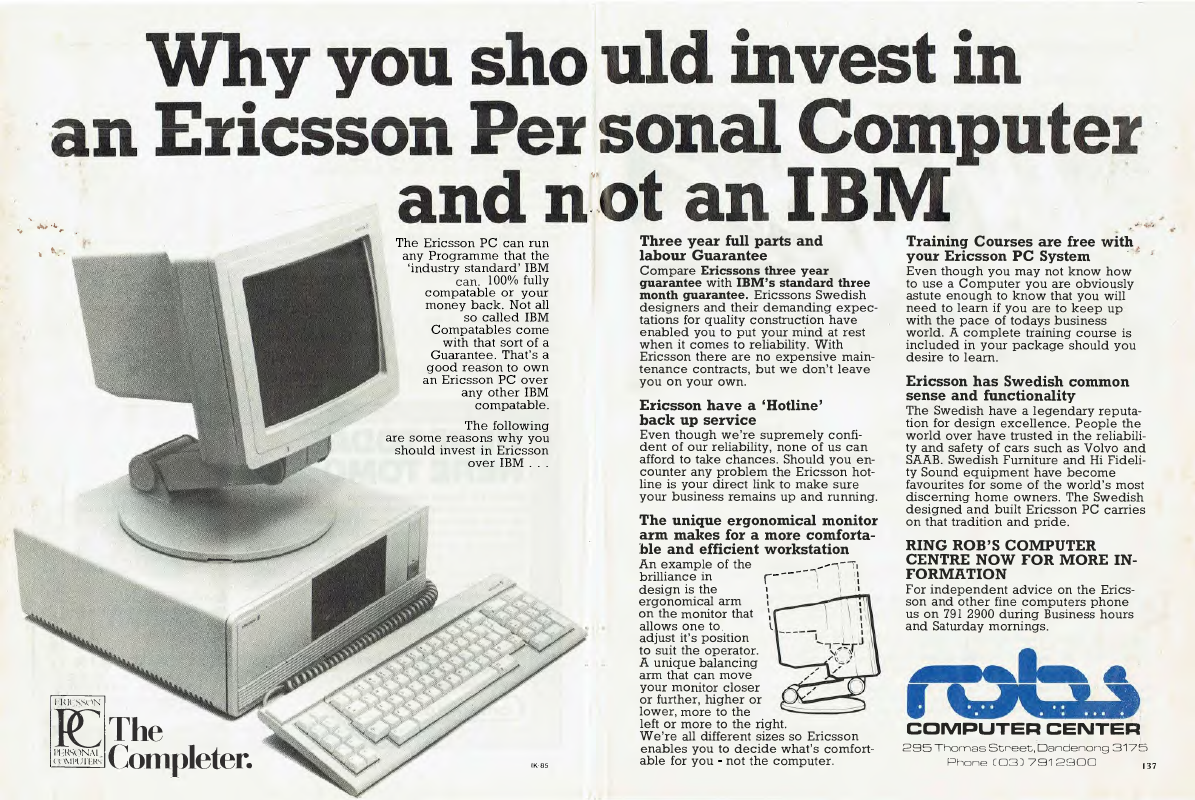 Why you should invest in
an Ericsson Personal Computer
and not an IBM
The Ericsson PC can run
any Programme that the
‘industry standard’ IBM
can. 100% fully
compatable or your
money back. Not all
so called IBM
Compatables come
with that sort of a
Guarantee. That's a
good reason to own
an Ericsson PC over
any other IBM
compatable.
The following
are some reasons why you
should invest in Ericsson
over IBM . . .
ERICSSON
PC
PERSONAL
COMPUTERS
The
Completer.
IK-85
Three year full parts and
labour Guarantee
Compare Ericssons three year
guarantee with IBM's standard three
month guarantee. Ericssons Swedish
designers and their demanding expec-
tations for quality construction have
enabled you to put your mind at rest
when it comes to reliability. With
Ericsson there are no expensive main-
tenance contracts, but we don't leave
you on your own.
Ericsson have a ‘Hotline’
back up service
Even though we're supremely confi-
dent of our reliability, none of us can
afford to take chances. Should you en-
counter any problem the Ericsson hot-
line is your direct link to make sure
your business remains up and running.
The unique ergonomical monitor
arm makes for a more comforta-
ble and efficient workstation
An example of the
brilliance in
design is the
ergonomical arm
on the monitor that
allows one to
adjust it's position
to suit the operator.
A unique balancing
arm that can move
your monitor closer
or further, higher or
lower, more to the
left or more to the right.
We're all different sizes so Ericsson
enables you to decide what's comfort-
able for you - not the computer.
Training Courses are free with
your Ericsson PC System
Even though you may not know how
to use a Computer you are obviously
astute enough to know that you will
need to learn if you are to keep up
with the pace of todays business
world. A complete training course is
included in your package should you
desire to learn.
Ericsson has Swedish common
sense and functionality
The Swedish have a legendary reputa-
tion for design excellence. People the
world over have trusted in the reliabili-
ty and safety of cars such as Volvo and
SAAB. Swedish Furniture and Hi Fideli-
ty Sound equipment have become
favourites for some of the world's most
discerning home owners. The Swedish
designed and built Ericsson PC carries
on that tradition and pride.
RING ROB'S COMPUTER
CENTRE NOW FOR MORE IN-
FORMATION
For independent advice on the Erics-
son and other fine computers phone
us on 791 2900 during Business hours
and Saturday mornings.
robs
COMPUTER CENTER
295 Thomas Street, Dandenong 3175
Phone (03) 791 2900
137